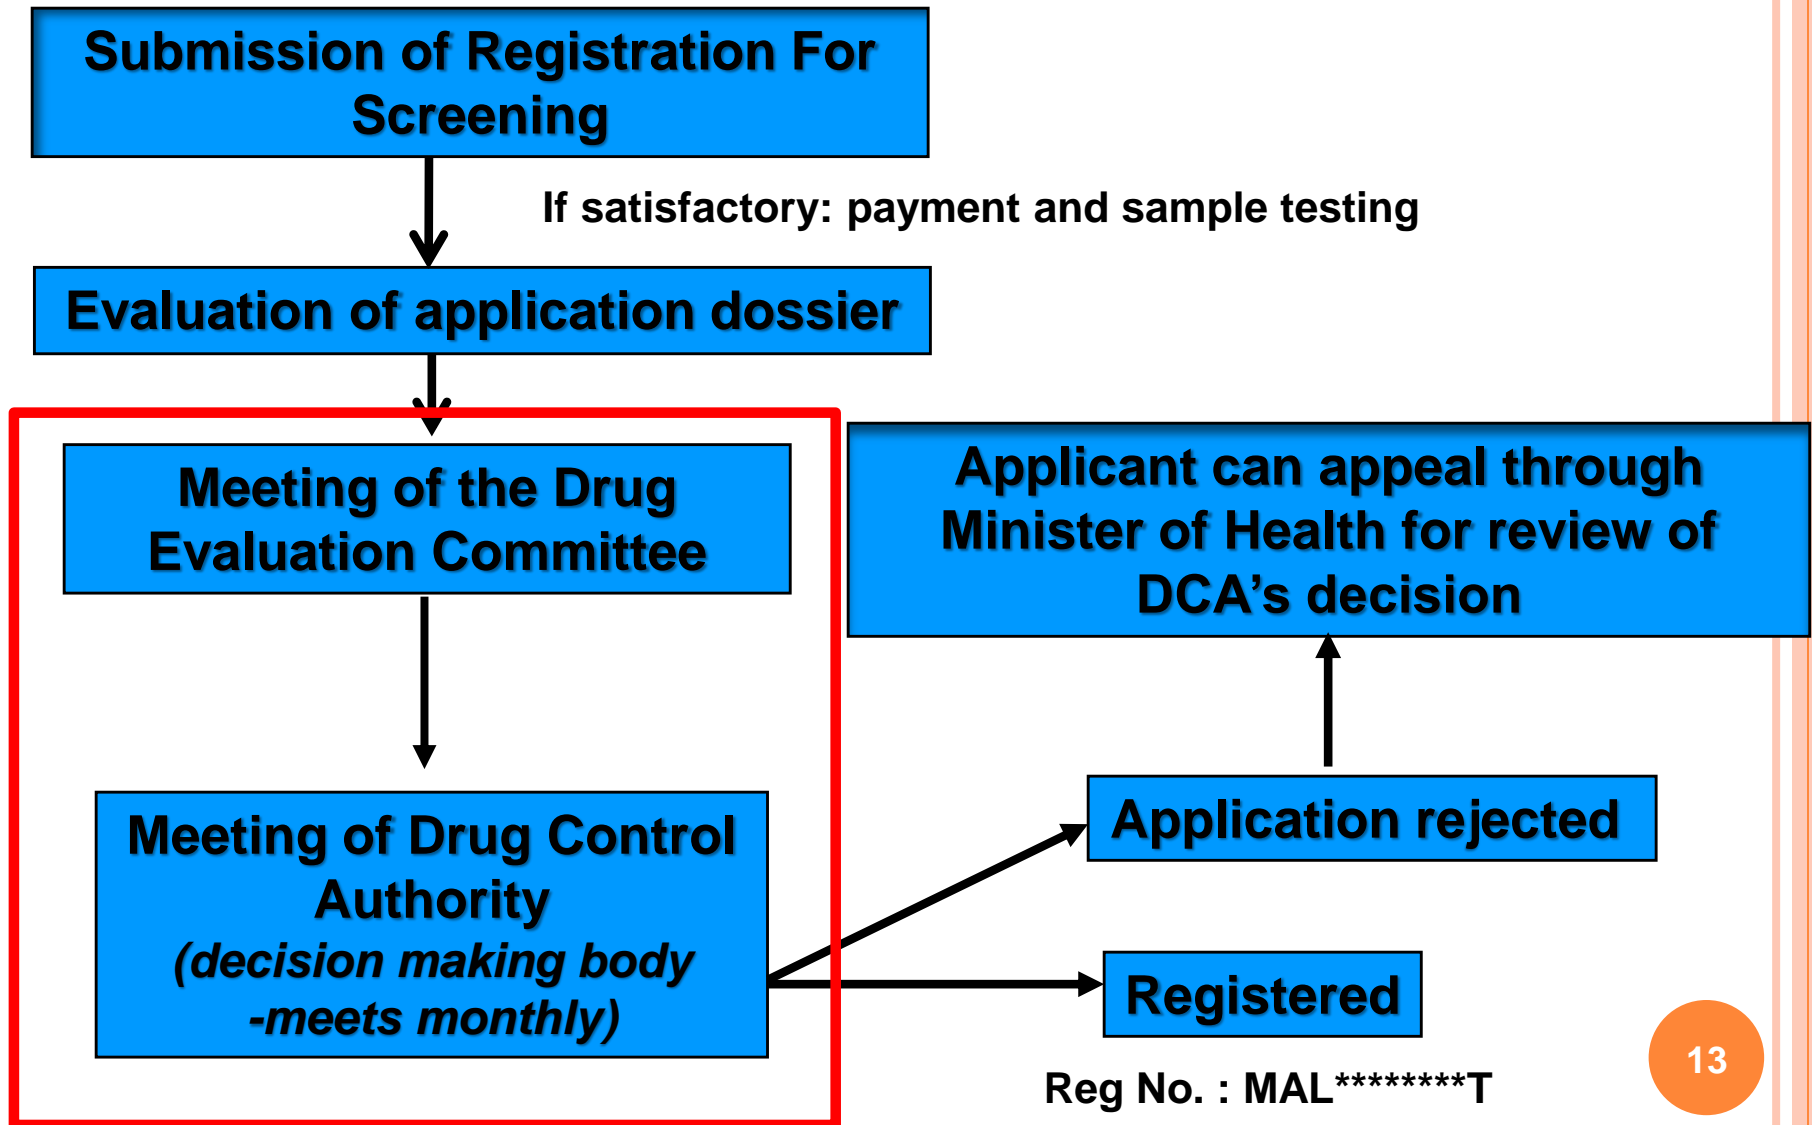 Submission of Registration For
Screening
If satisfactory: payment and sample testing
Evaluation of application dossier
Meeting of the Drug
Evaluation Committee
Applicant can appeal through
Minister of Health for review of
DCA’s decision
Meeting of Drug Control
Authority
(decision making body
-meets monthly)
Application rejected
Registered
Reg No. : MAL********T
13